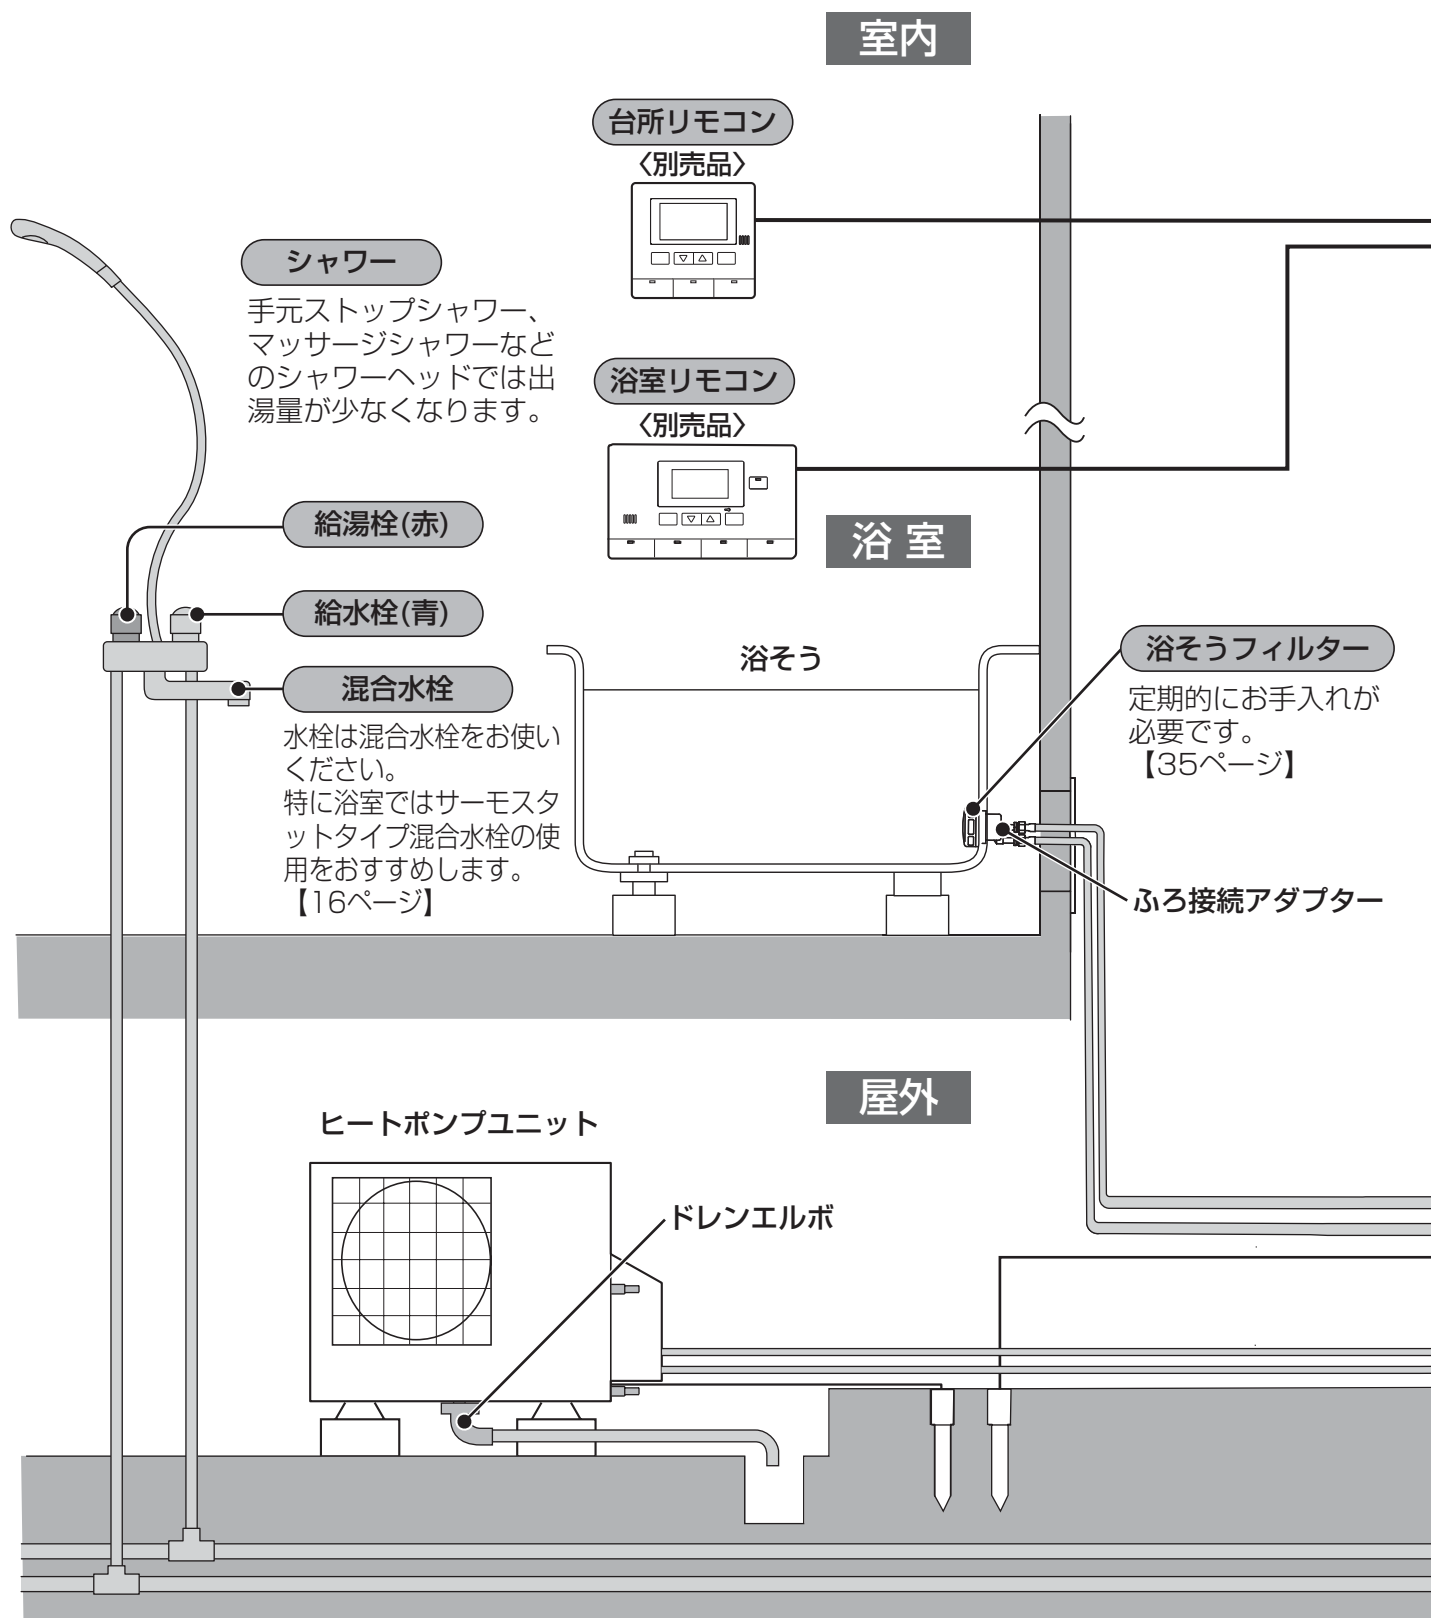 室内
台所リモコン
〈別売品〉
シャワー
手元ストップシャワー、
マッサージシャワーなど
のシャワーヘッドでは出
湯量が少なくなります。
浴室リモコン
〈別売品〉
給湯栓(赤)
浴室
給水栓(青)
混合水栓
水栓は混合水栓をお使い
ください。
特に浴室ではサーモスタ
ットタイプ混合水栓の使
用をおすすめします。
【16ページ】
浴そう
浴そうフィルター
定期的にお手入れが
必要です。
【35ページ】
ふろ接続アダプター
屋外
ヒートポンプユニット
ドレンエルボ